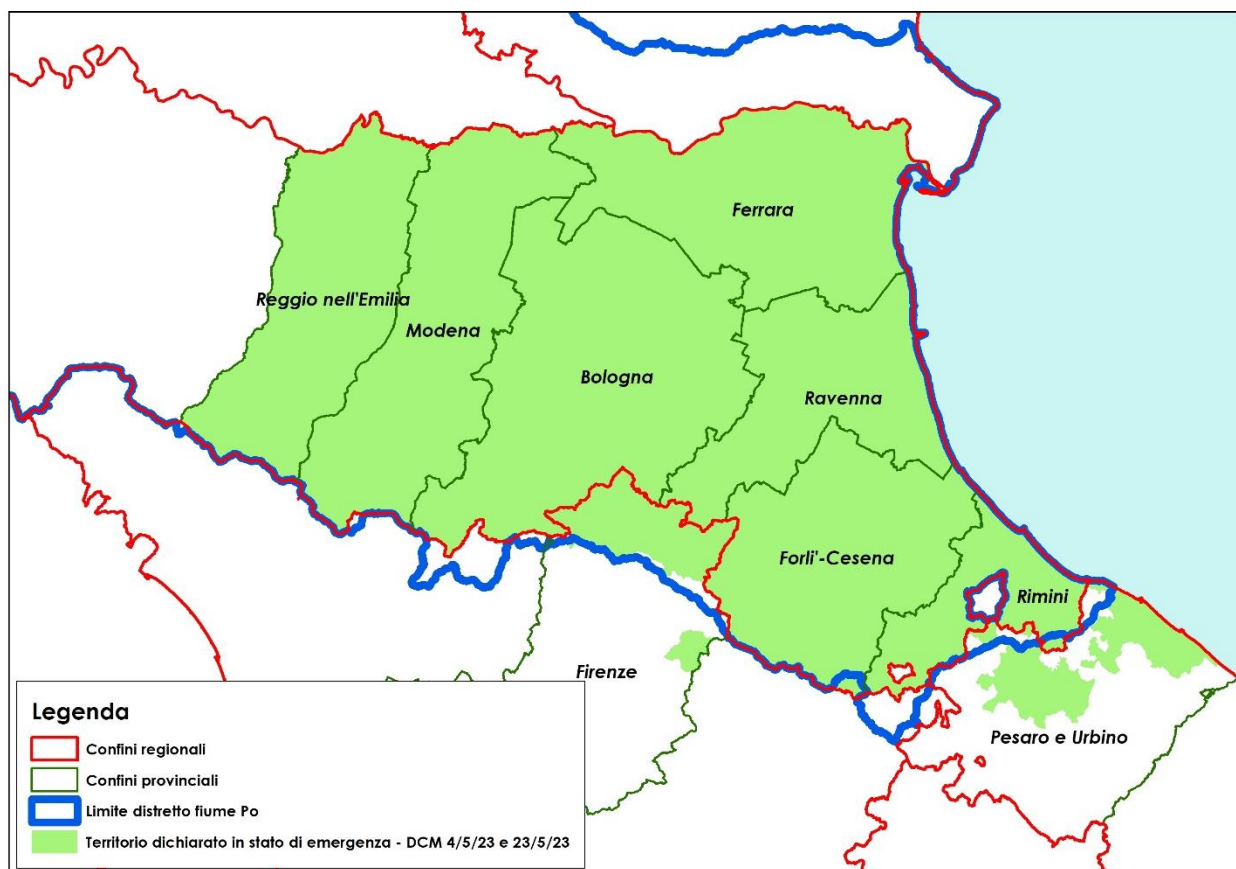 Ferrara
Reggio nell'Emilia
Modena
Bologna
Ravenna
Forli'-Cesena
Rimini
Firenze
Pesaro e Urbino
Legenda
Confini regionali
Confini provinciali
Limite distretto fiume Po
Territorio dichiarato in stato di emergenza - DCM 4/5/23 e 23/5/23